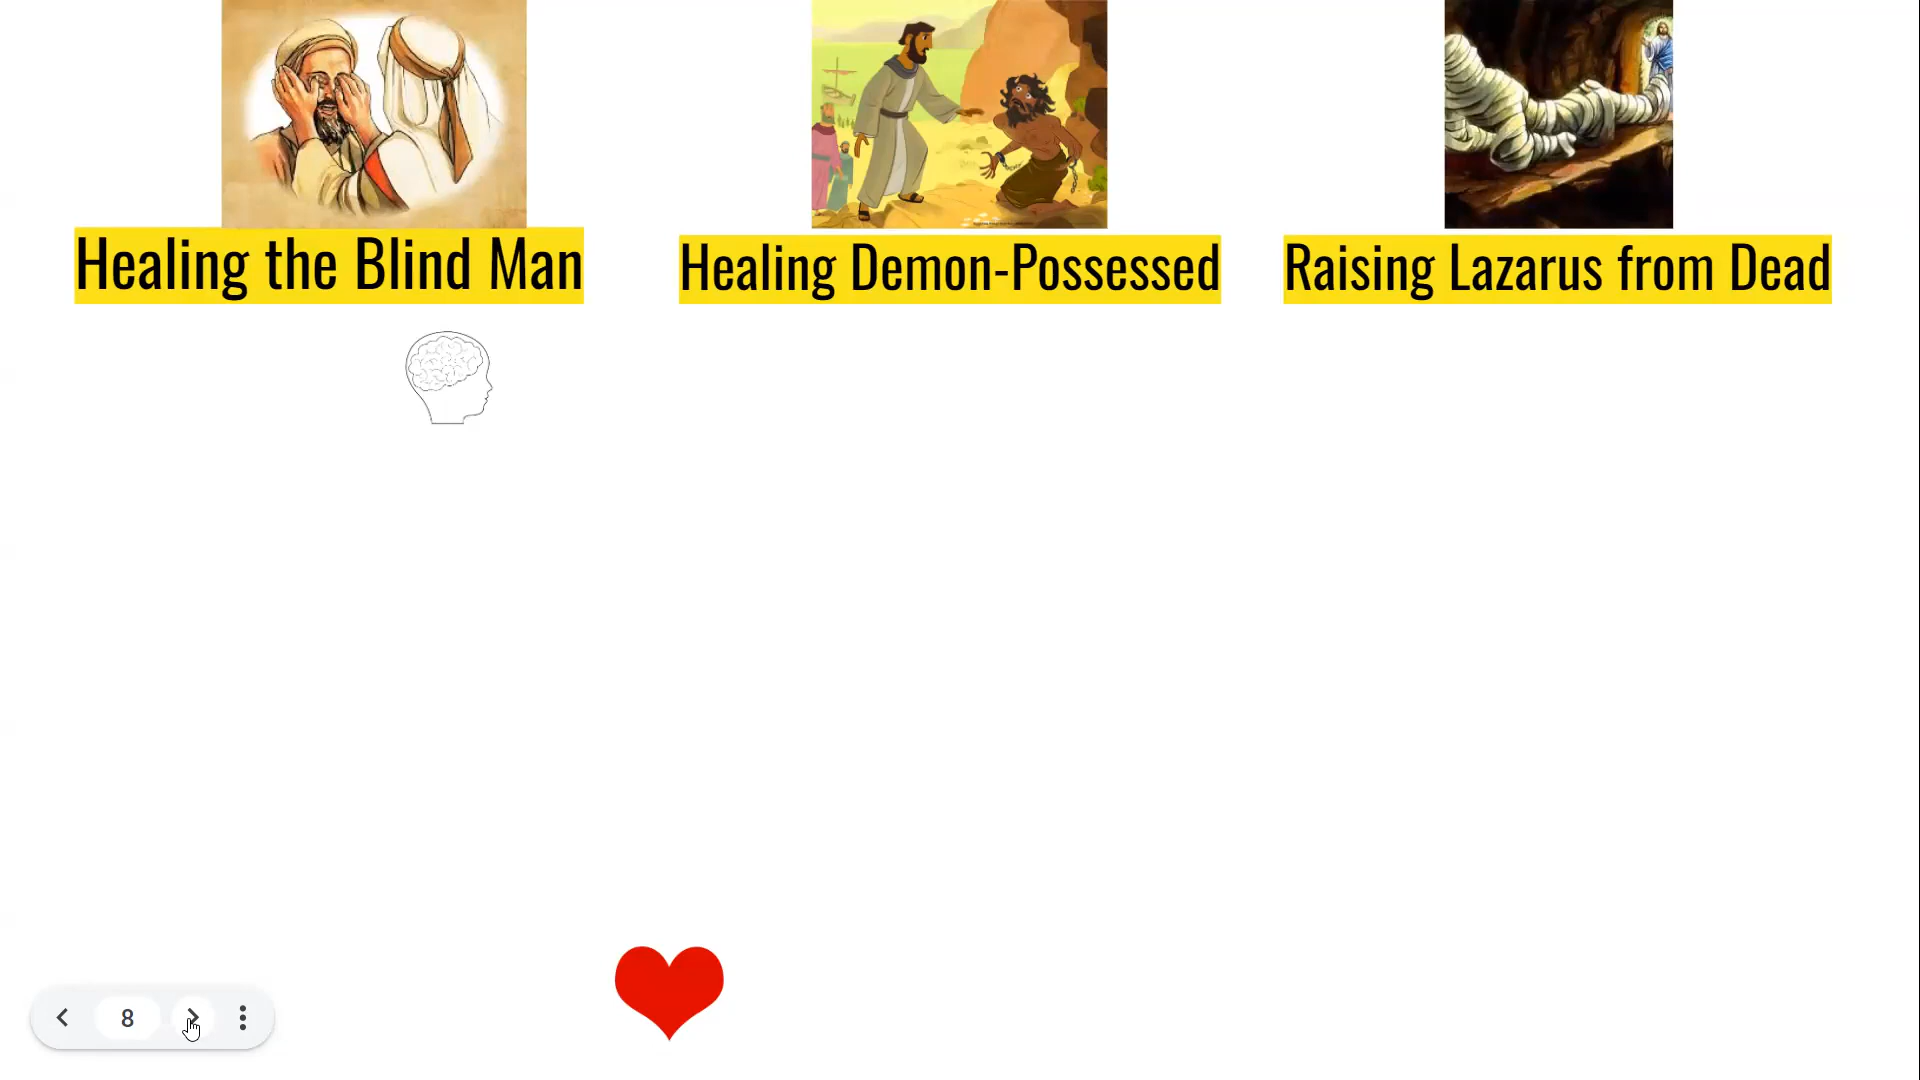 Healing the Blind Man
Healing Demon-Possessed
Raising Lazarus from Dead
8